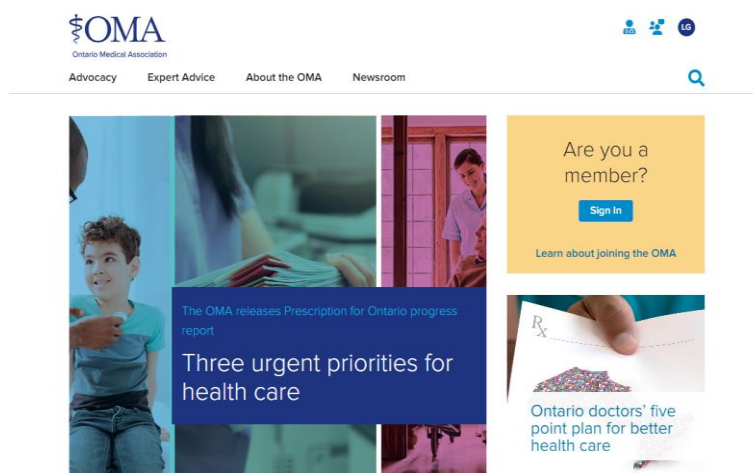 OMA
Ontario Medical Association
LG
Advocacy Expert Advice About the OMA Newsroom
Are you a
member?
Sign In
Learn about joining the OMA
The OMA releases Prescription for Ontario progress
report
Three urgent priorities for
health care
Rx
Ontario doctors' five
point plan for better
health care